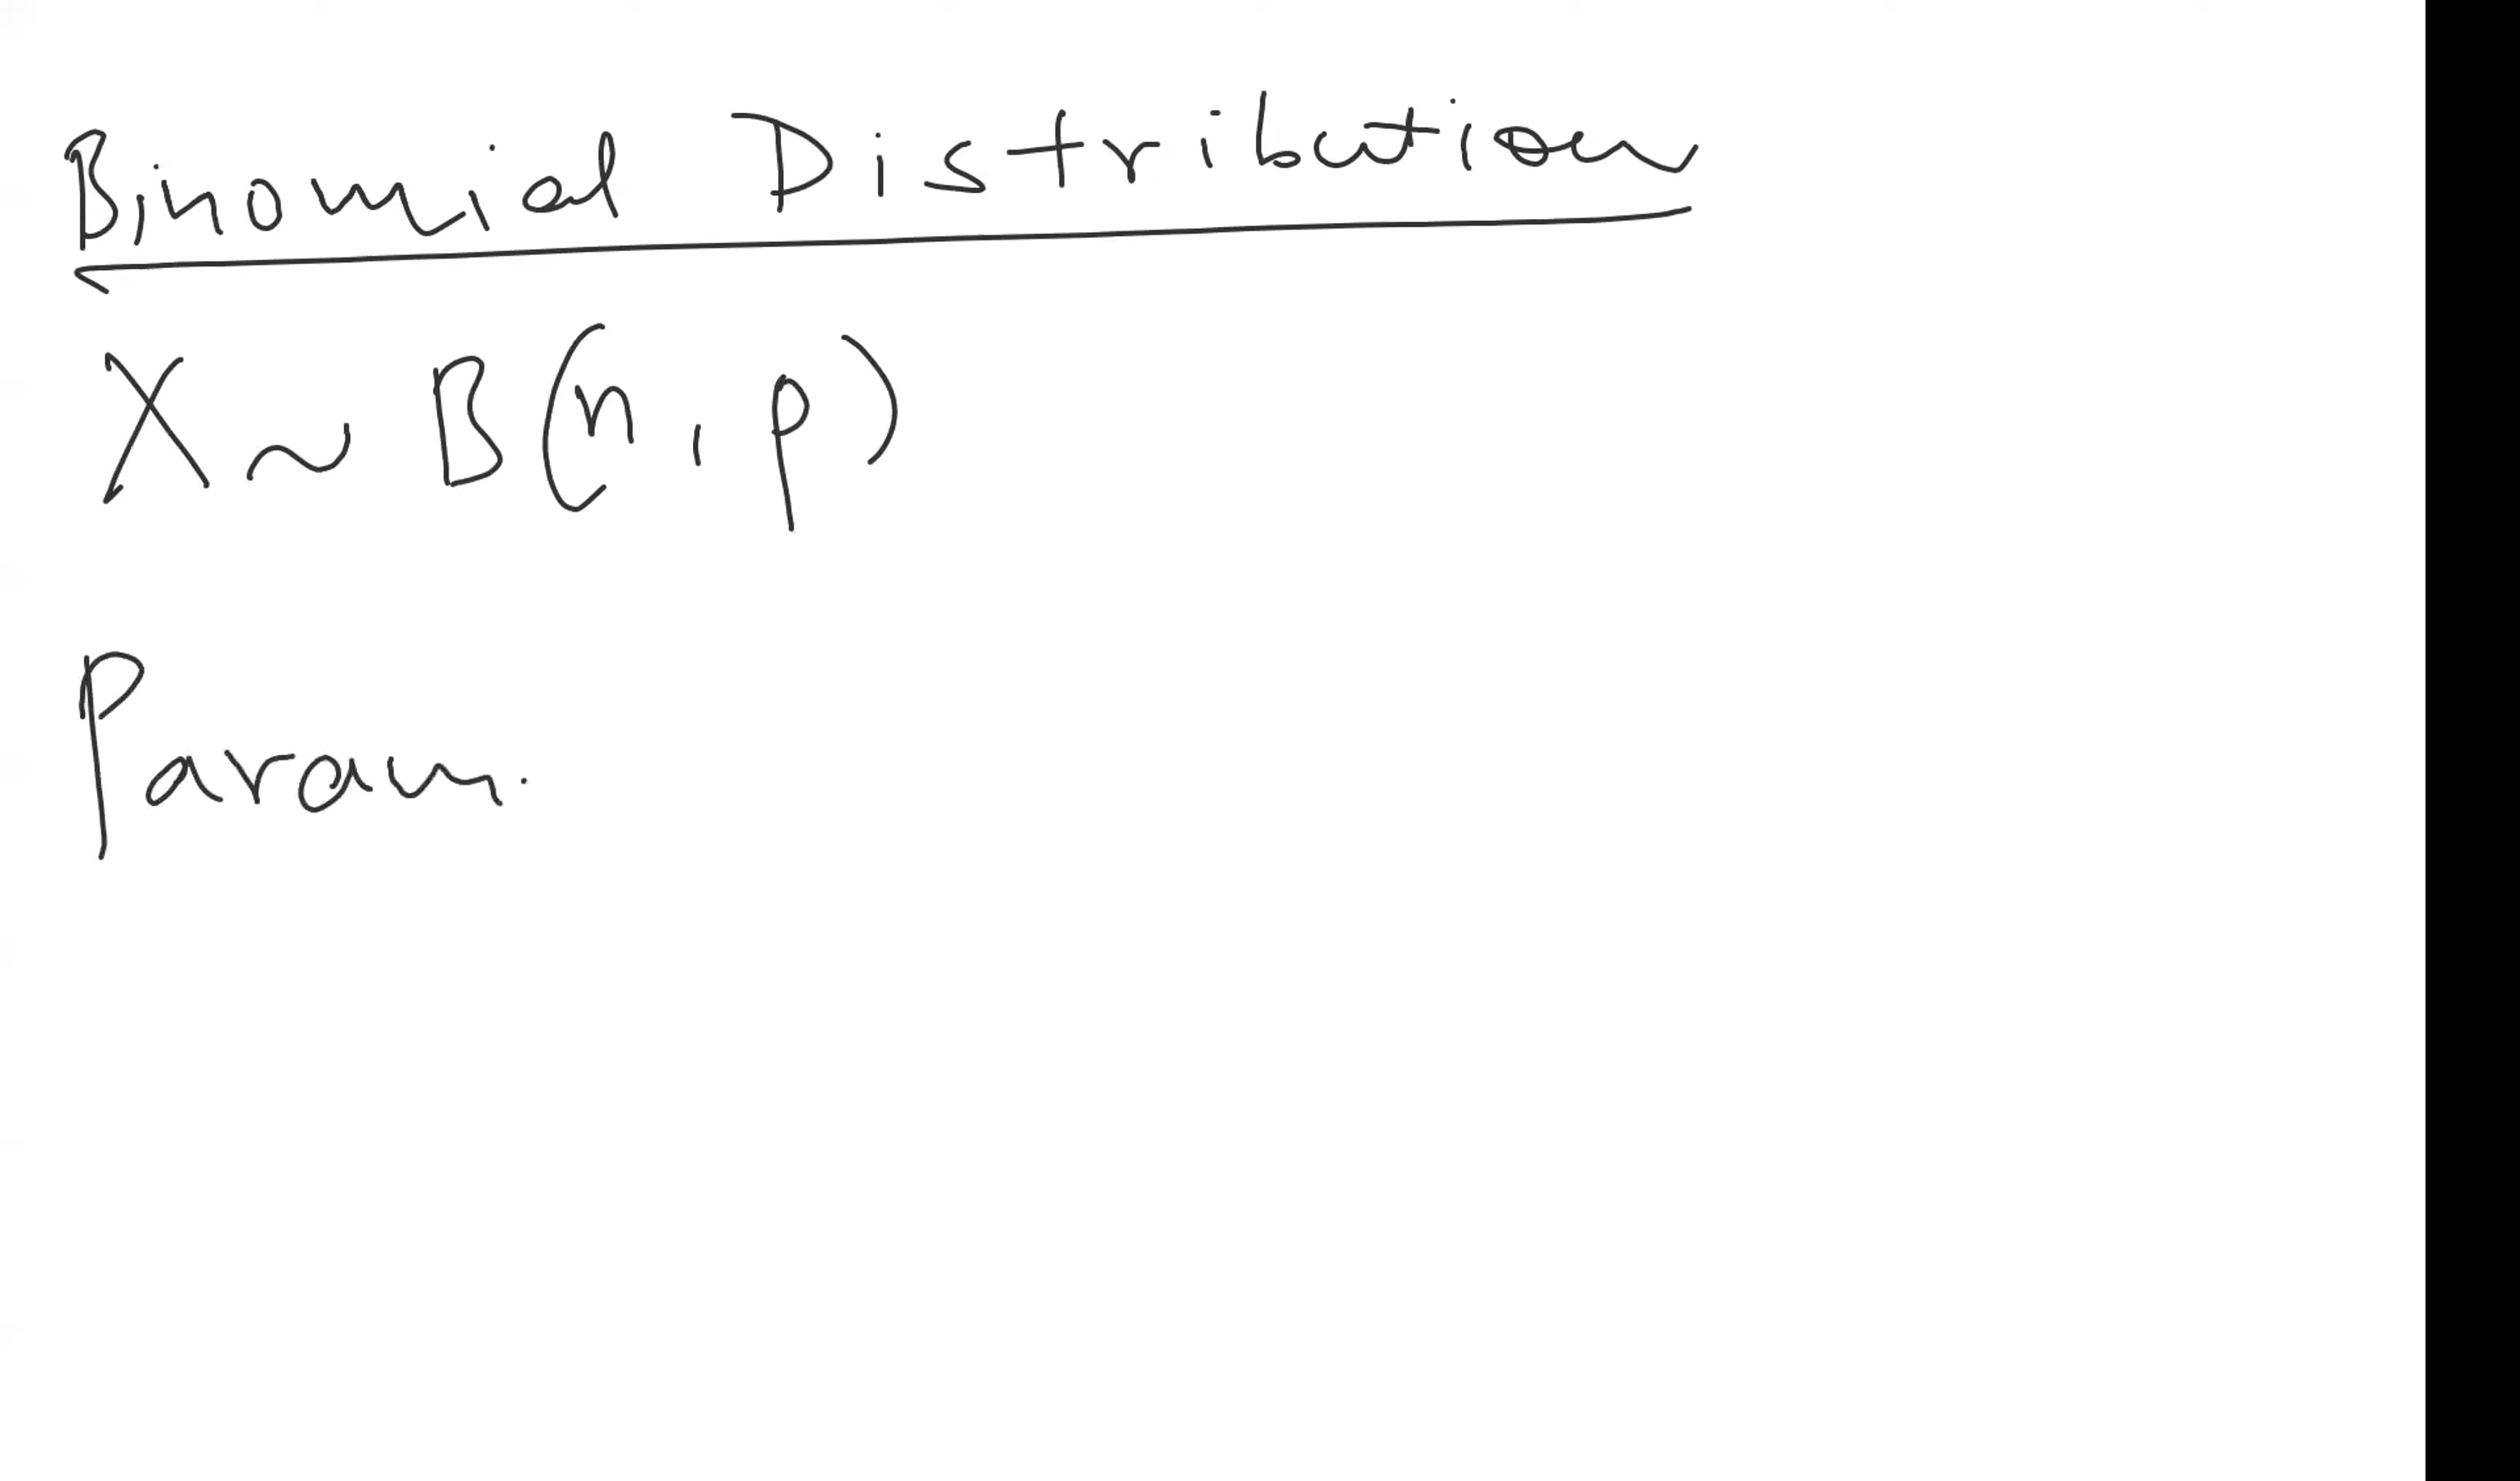 Binomial Distribution
X ~ B(n, p)
Param.